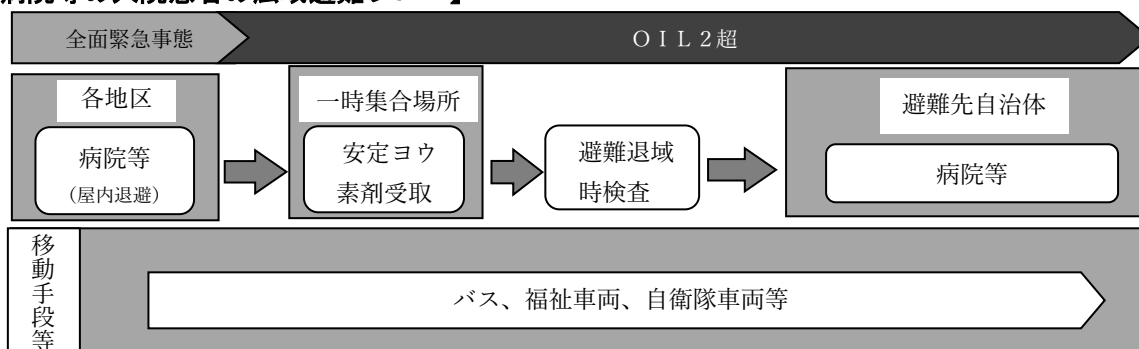 全面緊急事態
ＯＩＬ２超
各地区
病院等
(屋内退避)
一時集合場所
安定ヨウ
素剤受取
避難退域
時検査
避難先自治体
病院等
移動手段等
バス、福祉車両、自衛隊車両等